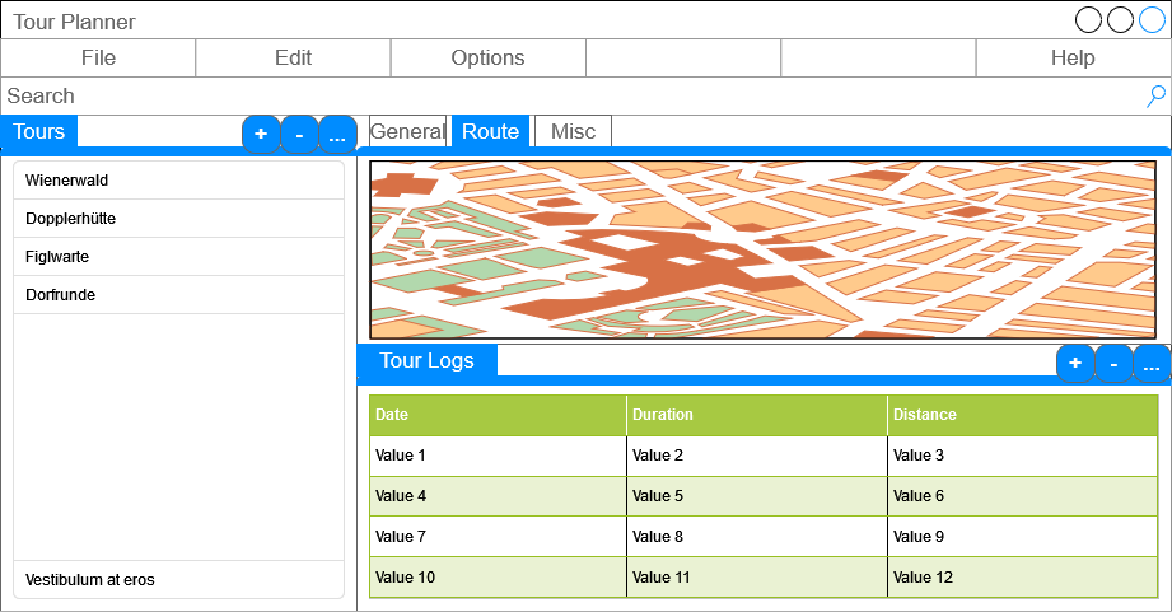 Tour Planner
File Edit Options Help
Search
Tours + - ...
General Route Misc
Wienerwald
Dopplerhütte
Figlwarte
Dorfrunde
Vestibulum at eros
Tour Logs + - ...
Date Duration Distance
Value 1 Value 2 Value 3
Value 4 Value 5 Value 6
Value 7 Value 8 Value 9
Value 10 Value 11 Value 12